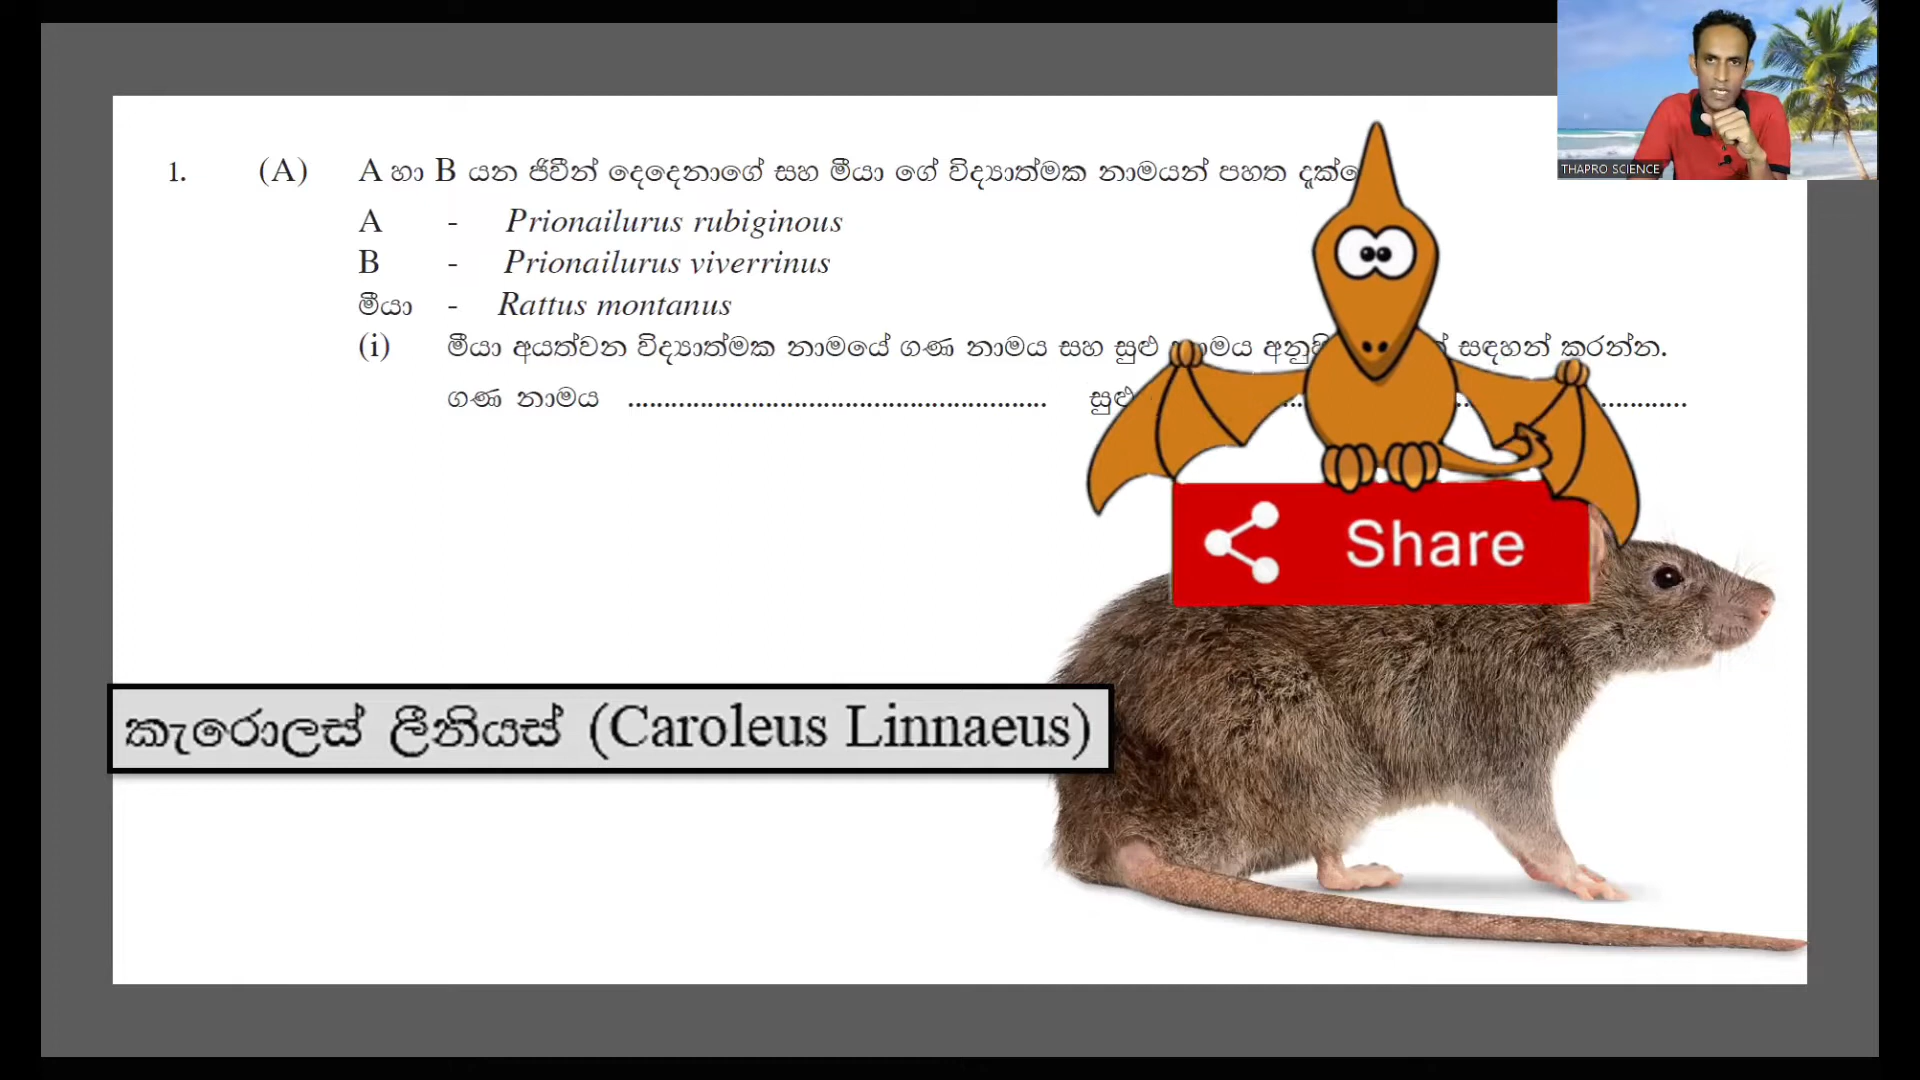 THAPRO SCIENCE
1. (A) A හා B යන ජීවීන් දෙදෙනාගේ සහ මීයා ගේ විද්‍යාත්මක නාමයන් පහත
A - Prionailurus rubiginous
B - Prionailurus viverrinus
මීයා - Rattus montanus
(i) මීයා අයත්වන විද්‍යාත්මක නාමයේ ගණ නාමය සහ සුළු සඳහන් කරන්න.
ගණ නාමය ..................................................... සුළු
Share
කැරොලස් ලීනියස් (Caroleus Linnaeus)